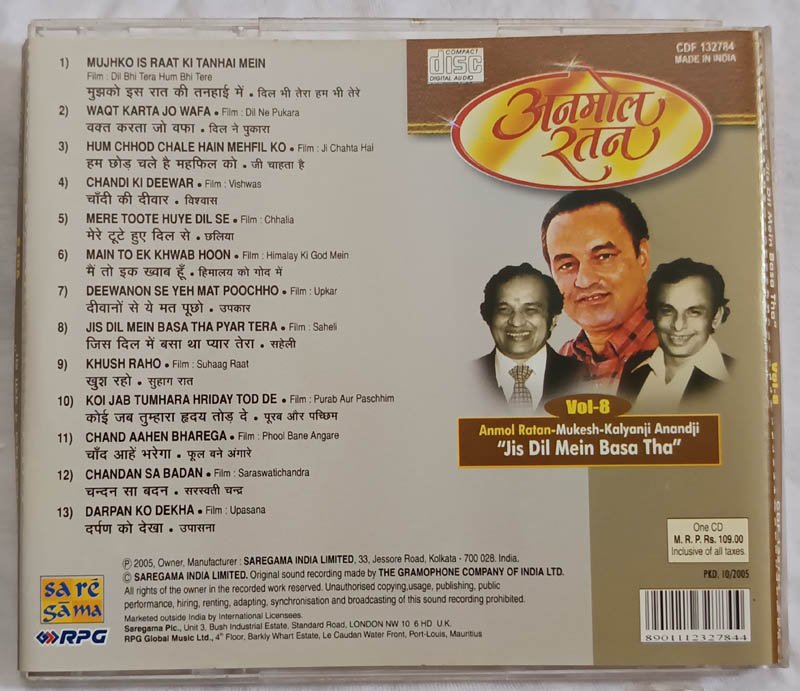 1) MUJHKO IS RAAT KI TANHAI MEIN
Film : Dil Bhi Tera Hum Bhi Tere
मुझको इस रात की तनहाई में • दिल भी तेरा हम भी तेरे
2) WAQT KARTA JO WAFA • Film : Dil Ne Pukara
वक्त करता जो वफ़ा • दिल ने पुकारा
3) HUM CHHOD CHALE HAIN MEHFIL KO • Film : Ji Chahta Hai
हम छोड़ चले है महफिल को • जी चाहता है
4) CHANDI KI DEEWAR • Film : Vishwas
चाँदी की दीवार • विश्वास
5) MERE TOOTE HUYE DIL SE • Film : Chhalia
मेरे टूटे हुए दिल से • छलिया
6) MAIN TO EK KHWAB HOON • Film : Himalay Ki God Mein
मैं तो इक ख्वाब हूँ • हिमालय को गोद में
7) DEEWANON SE YEH MAT POOCHHO • Film : Upkar
दीवानों से ये मत पूछो • उपकार
8) JIS DIL MEIN BASA THA PYAR TERA • Film : Saheli
जिस दिल में बसा था प्यार तेरा • सहेली
9) KHUSH RAHO • Film : Suhaag Raat
खुश रहो • सुहाग रात
10) KOI JAB TUMHARA HRIDAY TOD DE • Film : Purab Aur Paschhim
कोई जब तुम्हारा हृदय तोड़ दे • पूरब और पच्छिम
11) CHAND AAHEN BHAREGA • Film : Phool Bane Angare
चाँद आहें भरेगा • फूल बने अंगारे
12) CHANDAN SA BADAN • Film : Saraswatichandra
चन्दन सा बदन • सरस्वती चन्द्र
13) DARPAN KO DEKHA • Film : Upasana
दर्पण को देखा • उपासना
COMPACT
disc
DIGITAL AUDIO
CDF 132784
MADE IN INDIA
अनमोल
रतन
Vol-8
Anmol Ratan-Mukesh-Kalyanji Anandji
"Jis Dil Mein Basa Tha"
One CD
M. R. P. Rs. 109.00
Inclusive of all taxes.
PKD. 10/2005
8901112327844
℗ 2005, Owner, Manufacturer : SAREGAMA INDIA LIMITED, 33, Jessore Road, Kolkata - 700 028. India.
© SAREGAMA INDIA LIMITED. Original sound recording made by THE GRAMOPHONE COMPANY OF INDIA LTD.
All rights of the owner in the recorded work reserved. Unauthorised copying,usage, publishing, public
performance, hiring, renting, adapting, synchronisation and broadcasting of this sound recording prohibited.
Marketed outside India by International Licensees.
Saregama Plc., Unit 3, Bush Industrial Estate, Standard Road, LONDON NW 10 6 HD U.K.
RPG Global Music Ltd., 4th Floor, Barkly Wharf Estate, Le Caudan Water Front, Port-Louis, Mauritius
sa rē
gama
RPG
Mein Basa Tha"
Vol-8